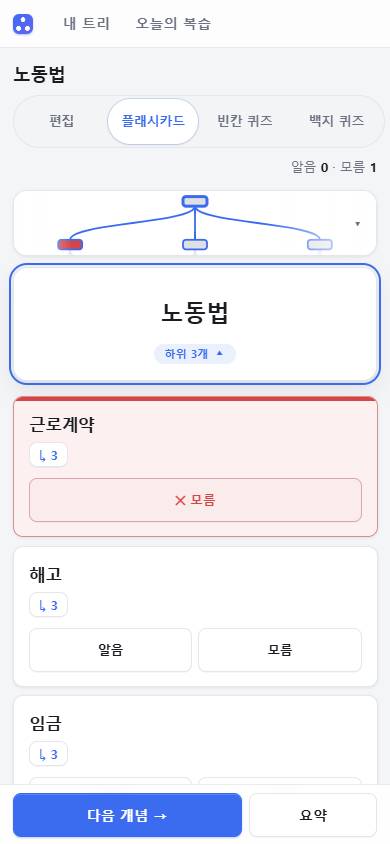 내 트리 오늘의 복습
노동법
편집 플래시카드 빈칸 퀴즈 백지 퀴즈
알음 0 · 모름 1
노동법
하위 3개 ▲
근로계약
↳ 3
✕ 모름
해고
↳ 3
알음 모름
임금
↳ 3
다음 개념 → 요약